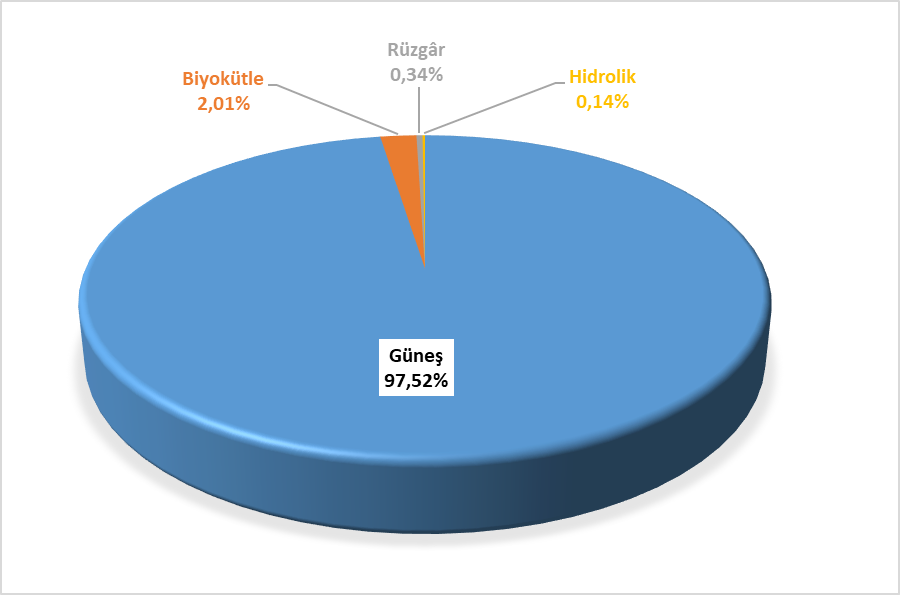 Rüzgâr
0,34%
Biyokütle
2,01%
Hidrolik
0,14%
Güneş
97,52%